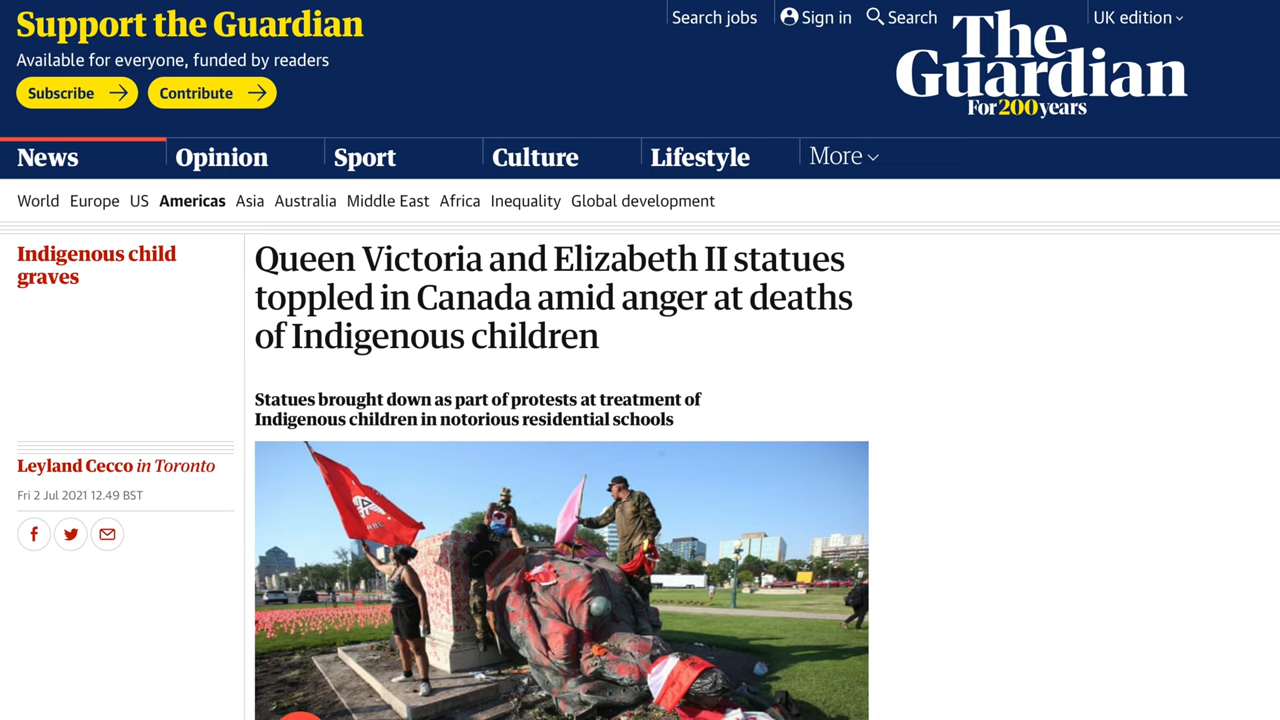 Support the Guardian
Available for everyone, funded by readers
Subscribe
Contribute
Search jobs
Sign in
Search
UK edition
The
Guardian
For 200 years
News
Opinion
Sport
Culture
Lifestyle
More
World Europe US Americas Asia Australia Middle East Africa Inequality Global development
Indigenous child
graves
Queen Victoria and Elizabeth II statues
toppled in Canada amid anger at deaths
of Indigenous children
Statues brought down as part of protests at treatment of
Indigenous children in notorious residential schools
Leyland Cecco in Toronto
Fri 2 Jul 2021 12.49 BST